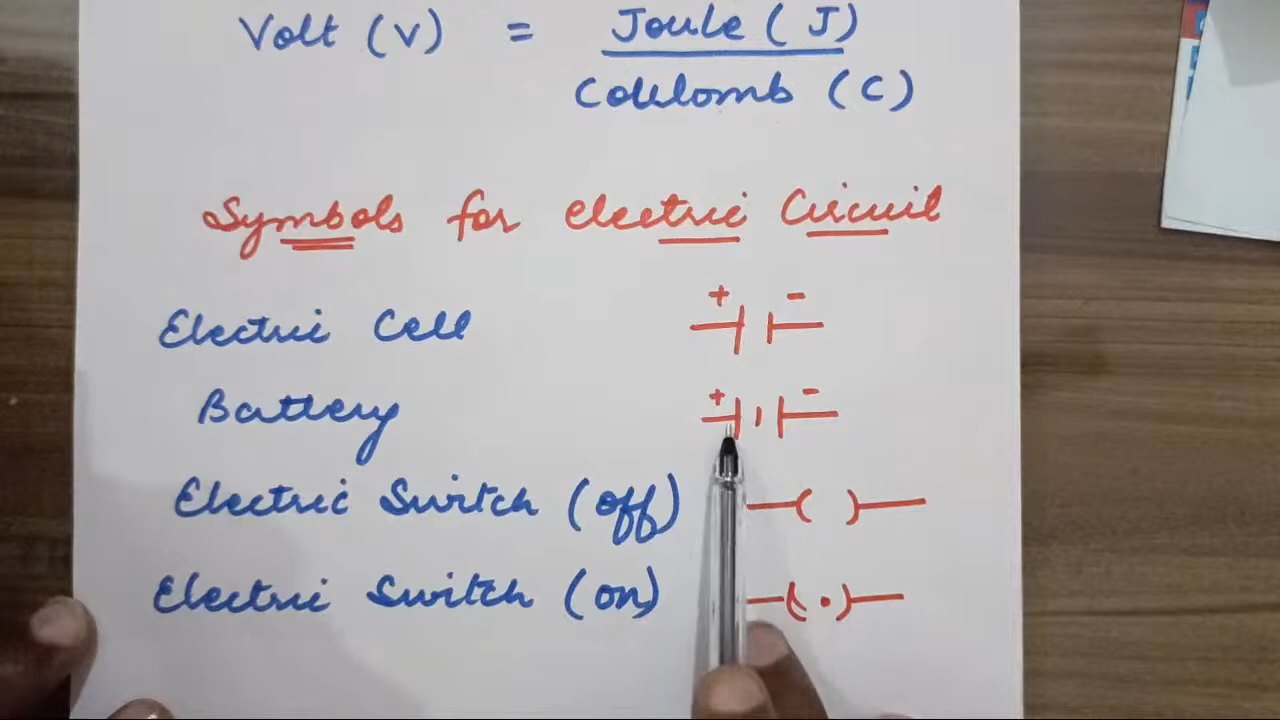 Volt (V) = Joule (J)
Coulomb (C)
Symbols for electric Circuit
Electric Cell + -
Battery + -
Electric Switch (off)
Electric Switch (on)